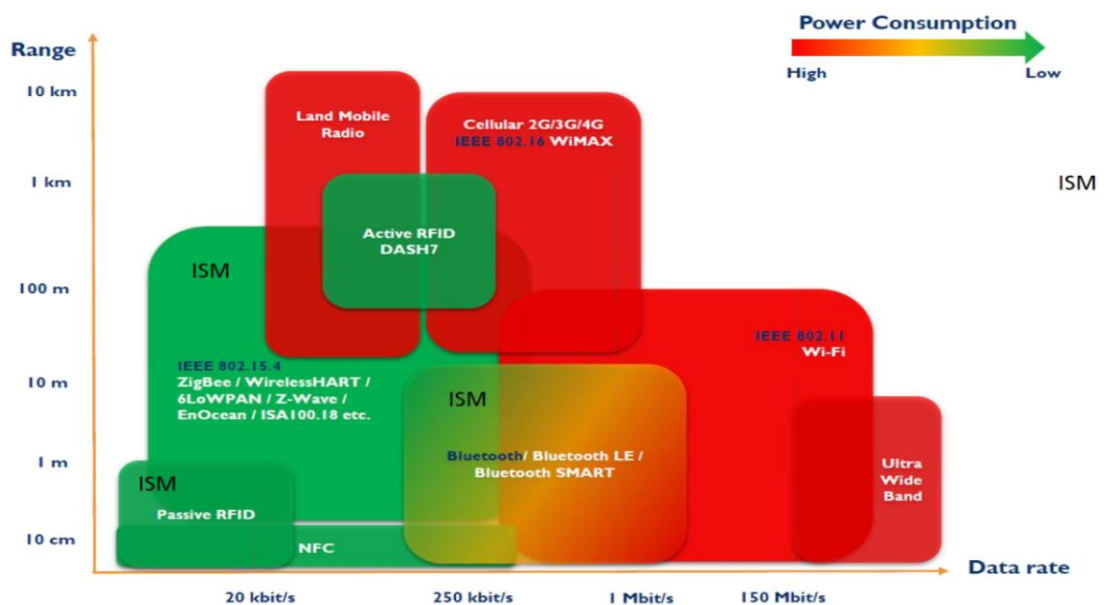 Power Consumption
High
Low
Range
10 km
1 km
100 m
10 m
1 m
10 cm
Land Mobile
Radio
Cellular 2G/3G/4G
IEEE 802.16 WiMAX
ISM
Active RFID
DASH7
ISM
IEEE 802.11
Wi-Fi
IEEE 802.15.4
ZigBee / WirelessHART /
6LoWPAN / Z-Wave /
EnOcean / ISA100.18 etc.
ISM
Bluetooth/ Bluetooth LE /
Bluetooth SMART
Ultra
Wide
Band
ISM
Passive RFID
NFC
Data rate
20 kbit/s
250 kbit/s
1 Mbit/s
150 Mbit/s